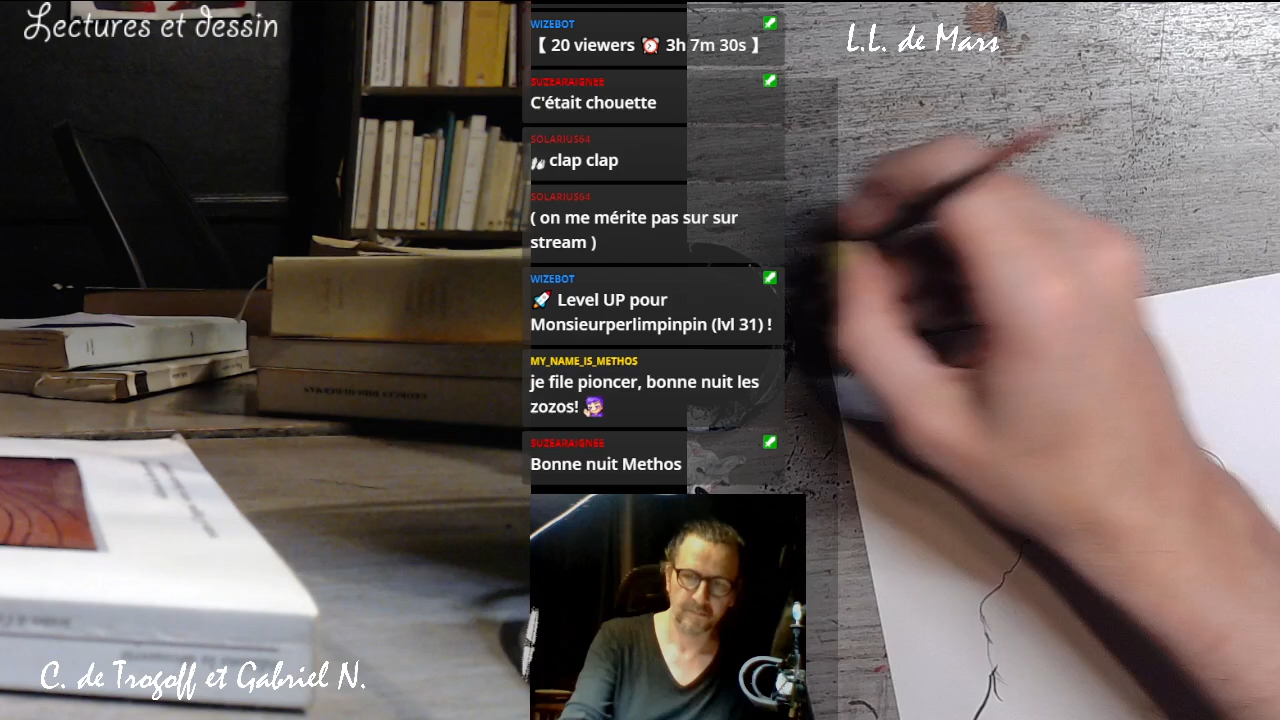 Lectures et dessin
WIZEBOT
【 20 viewers ⏰ 3h 7m 30s 】
L.L. de Mars
SUZEARAIGNEE
C'était chouette
SOLARIUS64
clap clap
SOLARIUS64
( on me mérite pas sur sur
stream )
WIZEBOT
🚀 Level UP pour
Monsieurperlimpinpin (lvl 31) !
MY_NAME_IS_METHOS
je file pioncer, bonne nuit les
zozos!
SUZEARAIGNEE
Bonne nuit Methos
C. de Trogoff et Gabriel N.